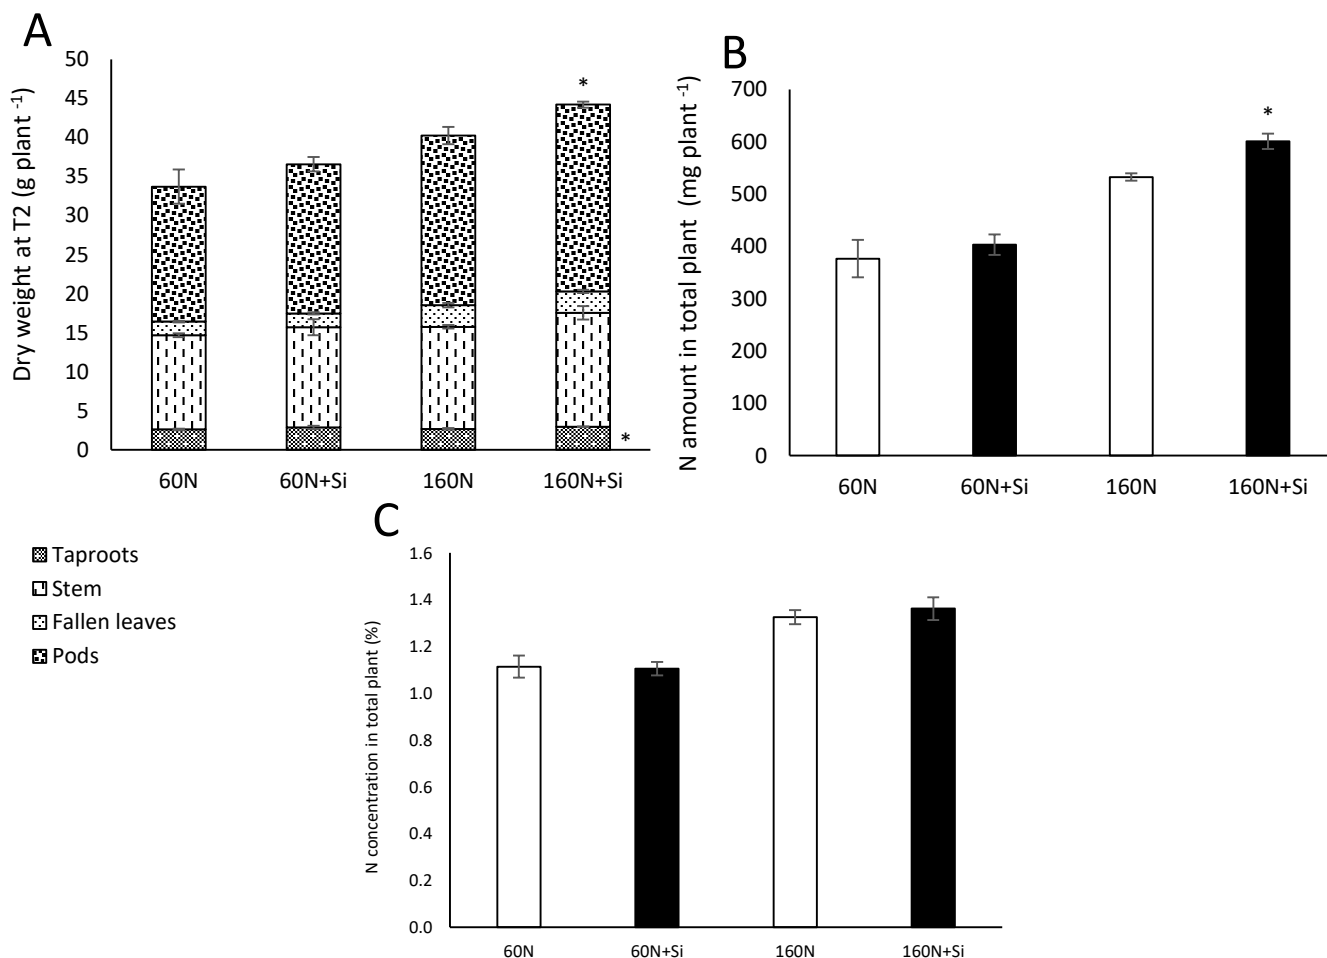 A
Dry weight at T2 (g plant -1)
50
45
40
35
30
25
20
15
10
5
0
*
*
60N
60N+Si
160N
160N+Si
B
N amount in total plant (mg plant -1)
700
600
500
400
300
200
100
0
*
60N
60N+Si
160N
160N+Si
Taproots
Stem
Fallen leaves
Pods
C
N concentration in total plant (%)
1.6
1.4
1.2
1.0
0.8
0.6
0.4
0.2
0.0
60N
60N+Si
160N
160N+Si